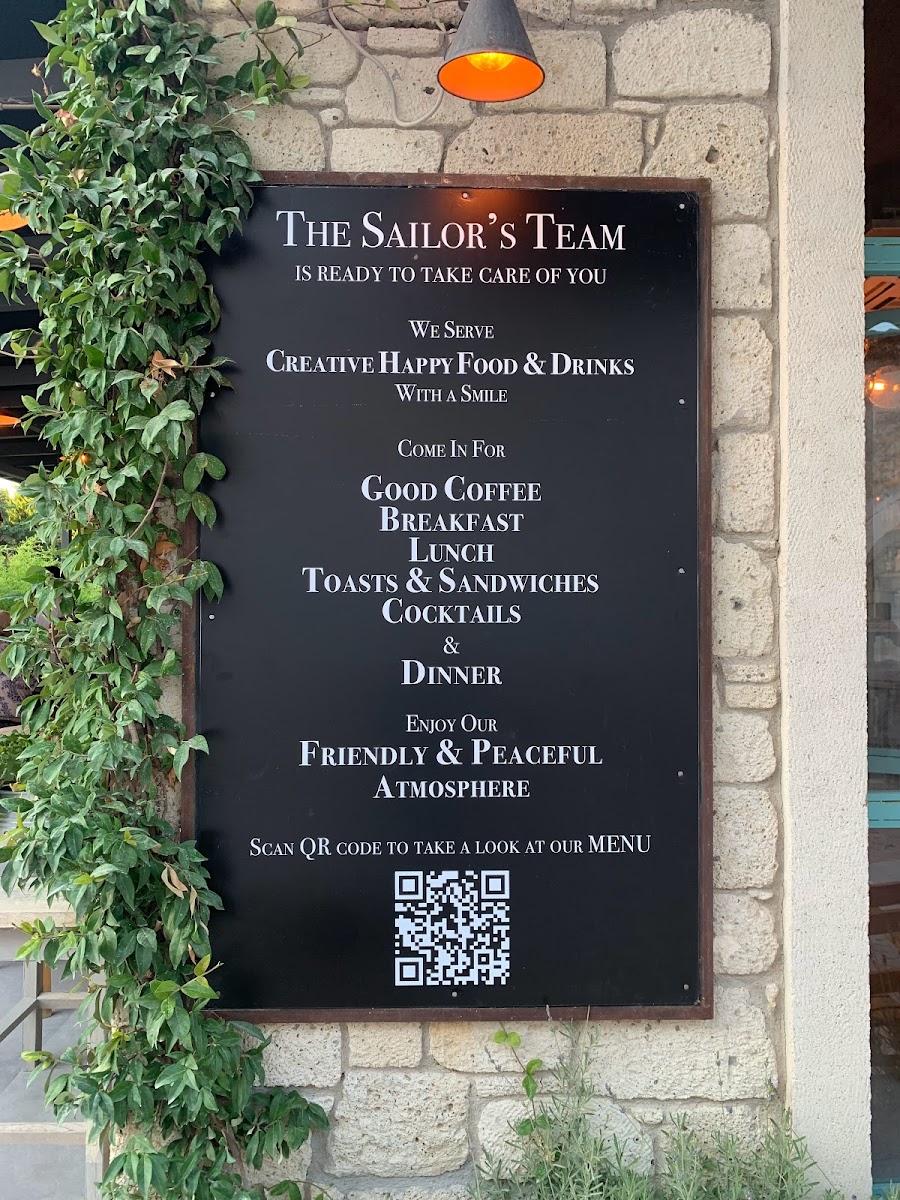 The Sailor's Team
is ready to take care of you
We Serve
Creative Happy Food & Drinks
With a Smile
Come In For
Good Coffee
Breakfast
Lunch
Toasts & Sandwiches
Cocktails
&
Dinner
Enjoy Our
Friendly & Peaceful
Atmosphere
Scan QR code to take a look at our MENU